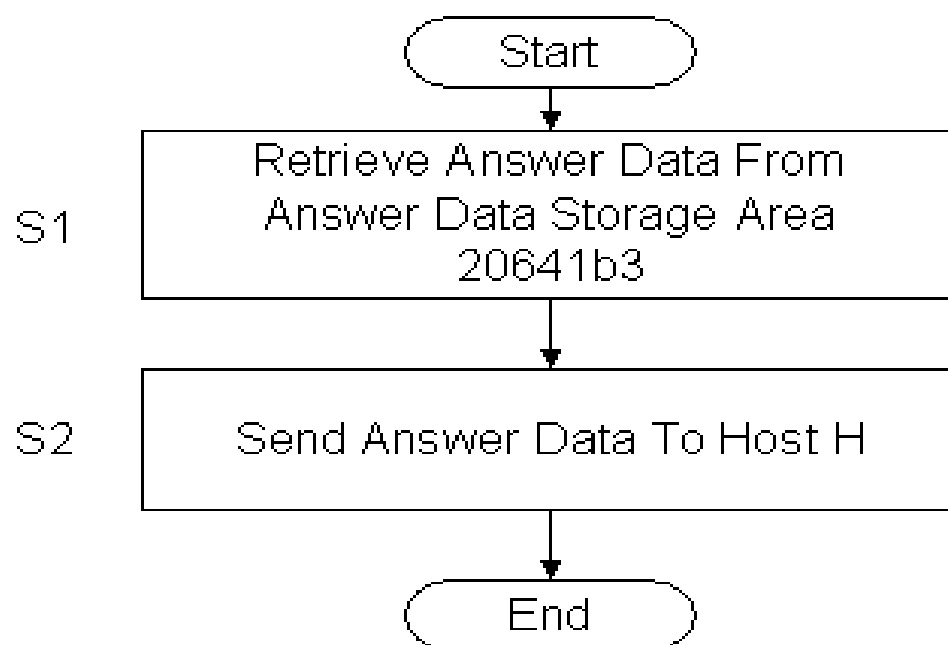 Start
S1
Retrieve Answer Data From
Answer Data Storage Area
20641b3
S2
Send Answer Data To Host H
End